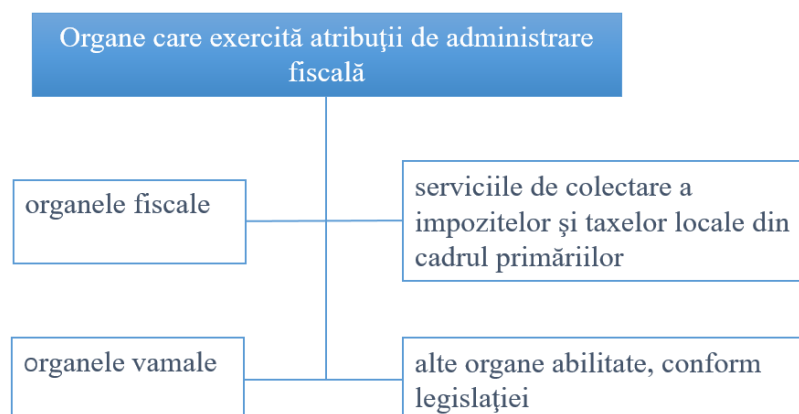 Organe care exercită atribuţii de administrare
fiscală
organele fiscale
serviciile de colectare a
impozitelor şi taxelor locale din
cadrul primăriilor
organele vamale
alte organe abilitate, conform
legislaţiei